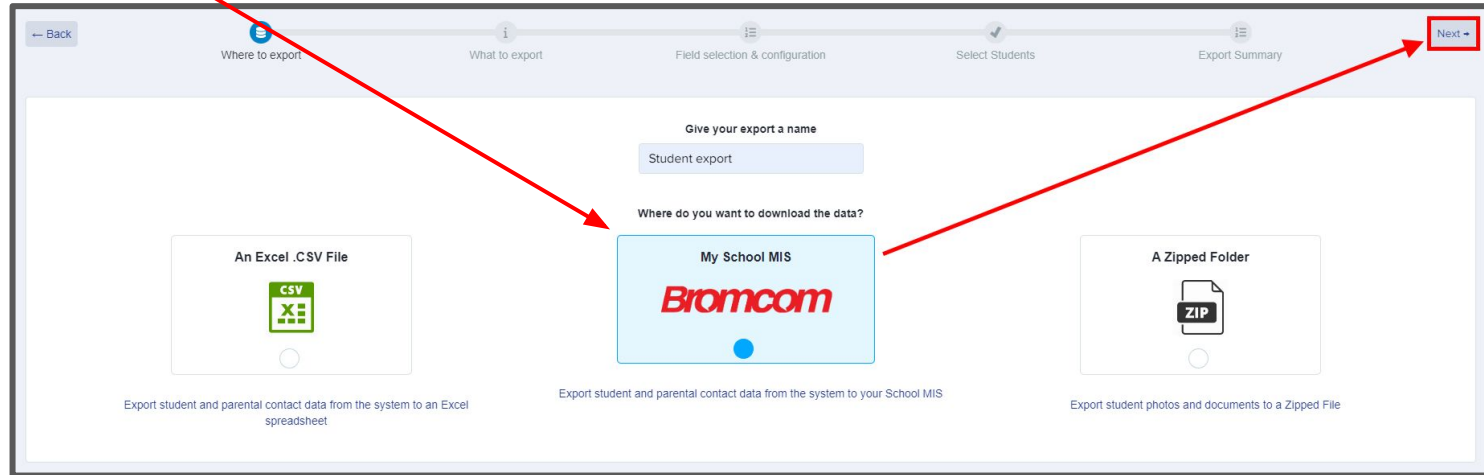 ← Back
Where to export
i
What to export
Field selection & configuration
Select Students
Export Summary
Next →
Give your export a name
Student export
Where do you want to download the data?
An Excel .CSV File
CSV
X
My School MIS
Bromcom
A Zipped Folder
ZIP
Export student and parental contact data from the system to an Excel
spreadsheet
Export student and parental contact data from the system to your School MIS
Export student photos and documents to a Zipped File